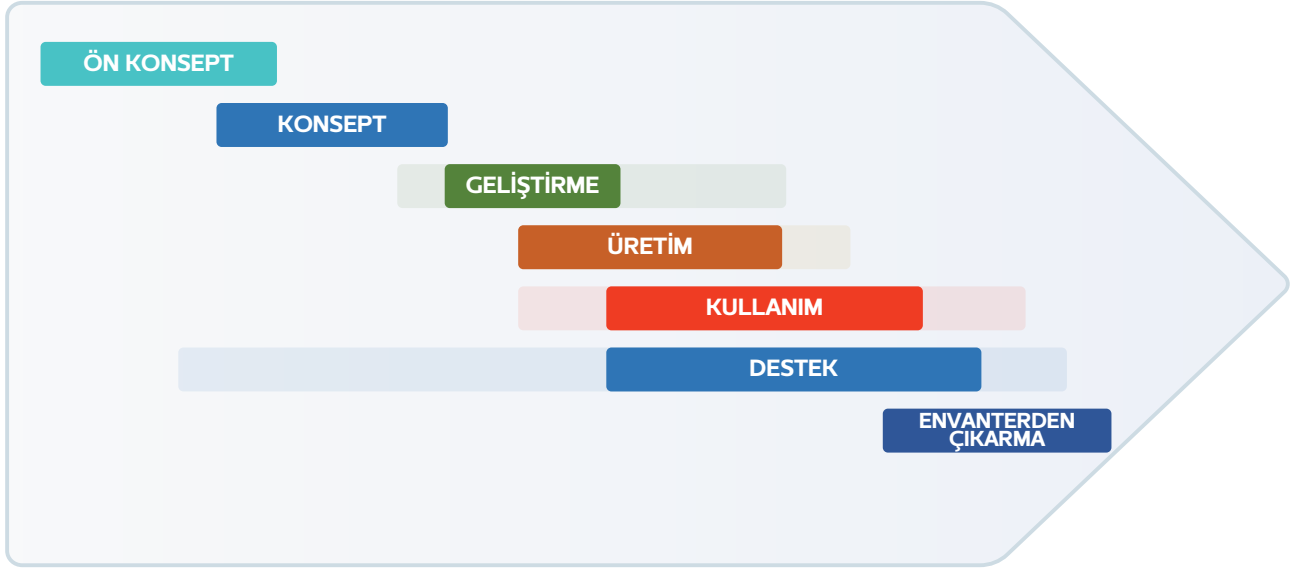 ÖN KONSEPT
KONSEPT
GELİŞTİRME
ÜRETİM
KULLANIM
DESTEK
ENVANTERDEN
ÇIKARMA